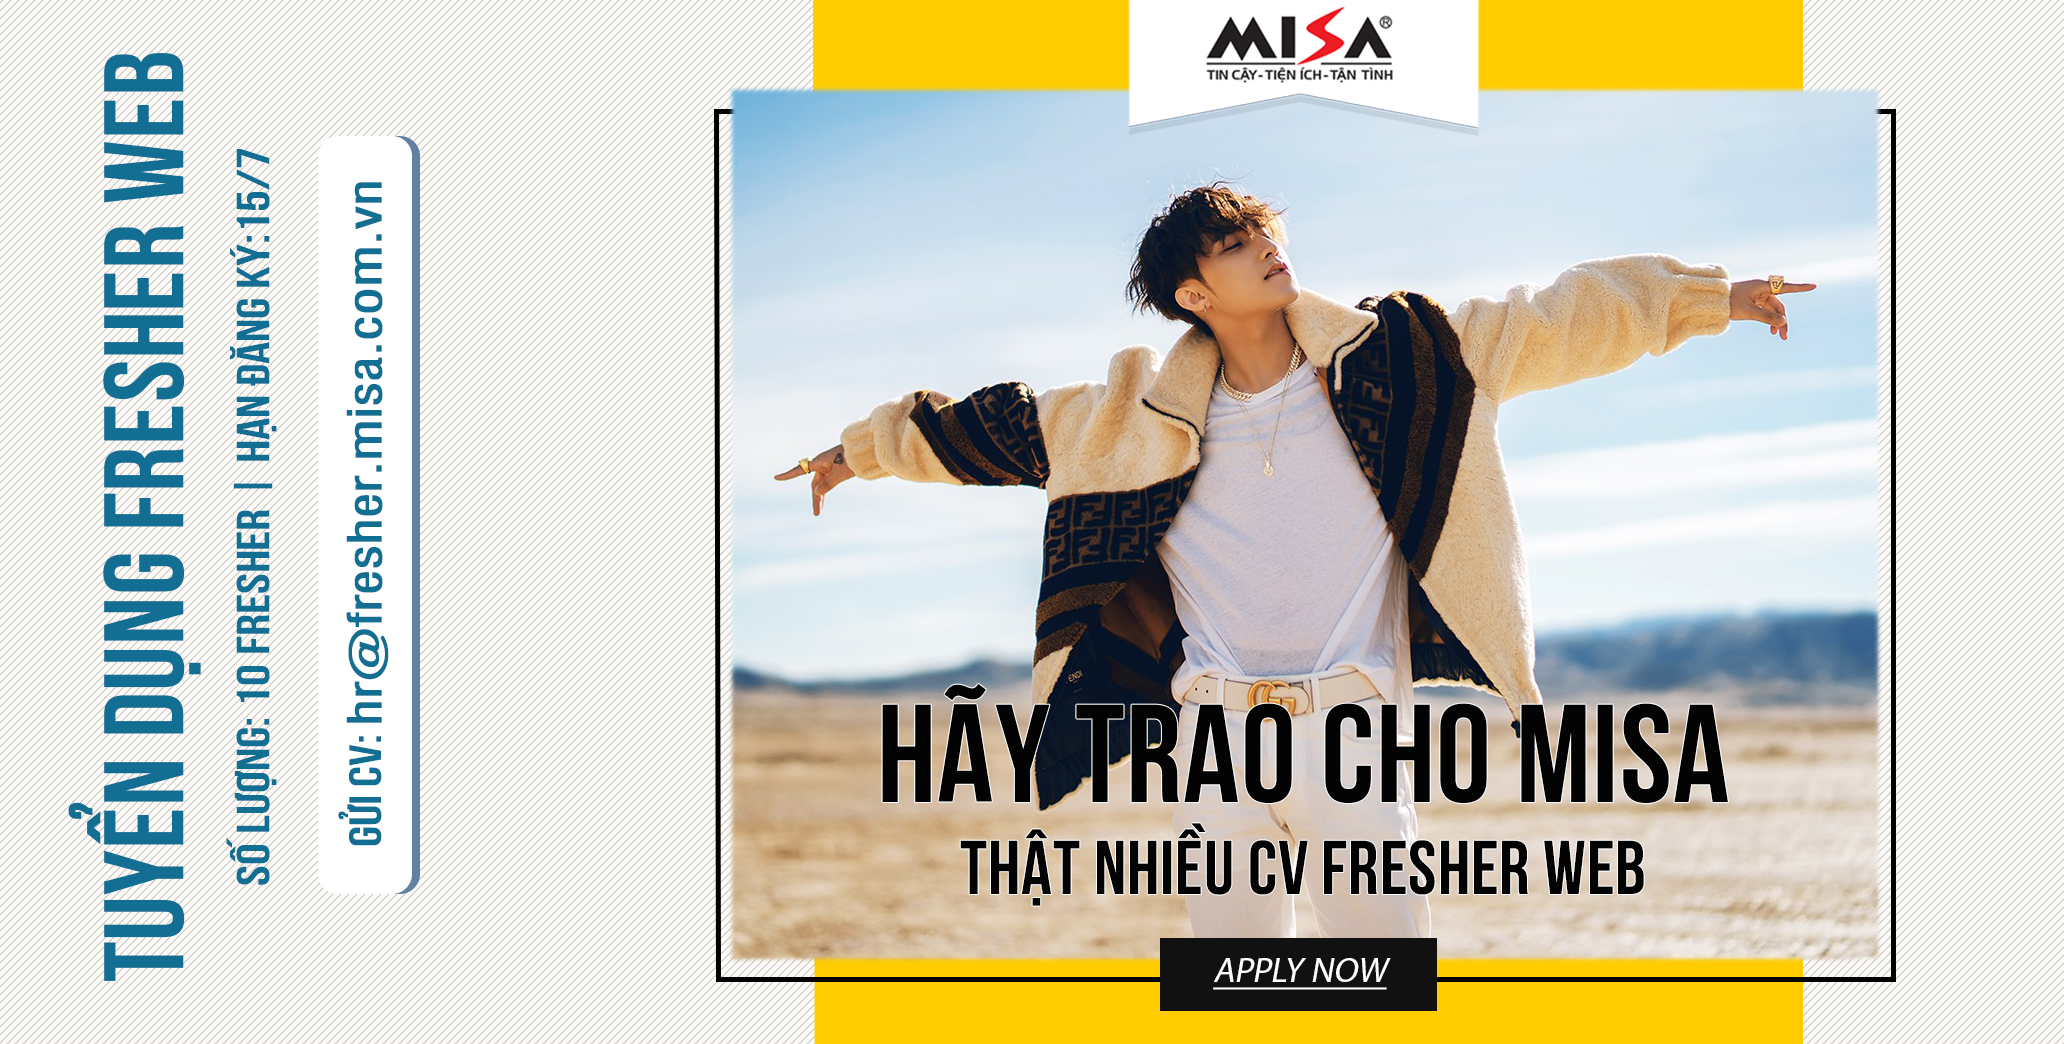 TUYỂN DỤNG FRESHER WEB
SỐ LƯỢNG: 10 FRESHER | HẠN ĐĂNG KÝ: 15/7
GỬI CV: hr@fresher.misa.com.vn
MISA®
TIN CẬY - TIỆN ÍCH - TẬN TÌNH
HÃY TRAO CHO MISA
THẬT NHIỀU CV FRESHER WEB
APPLY NOW